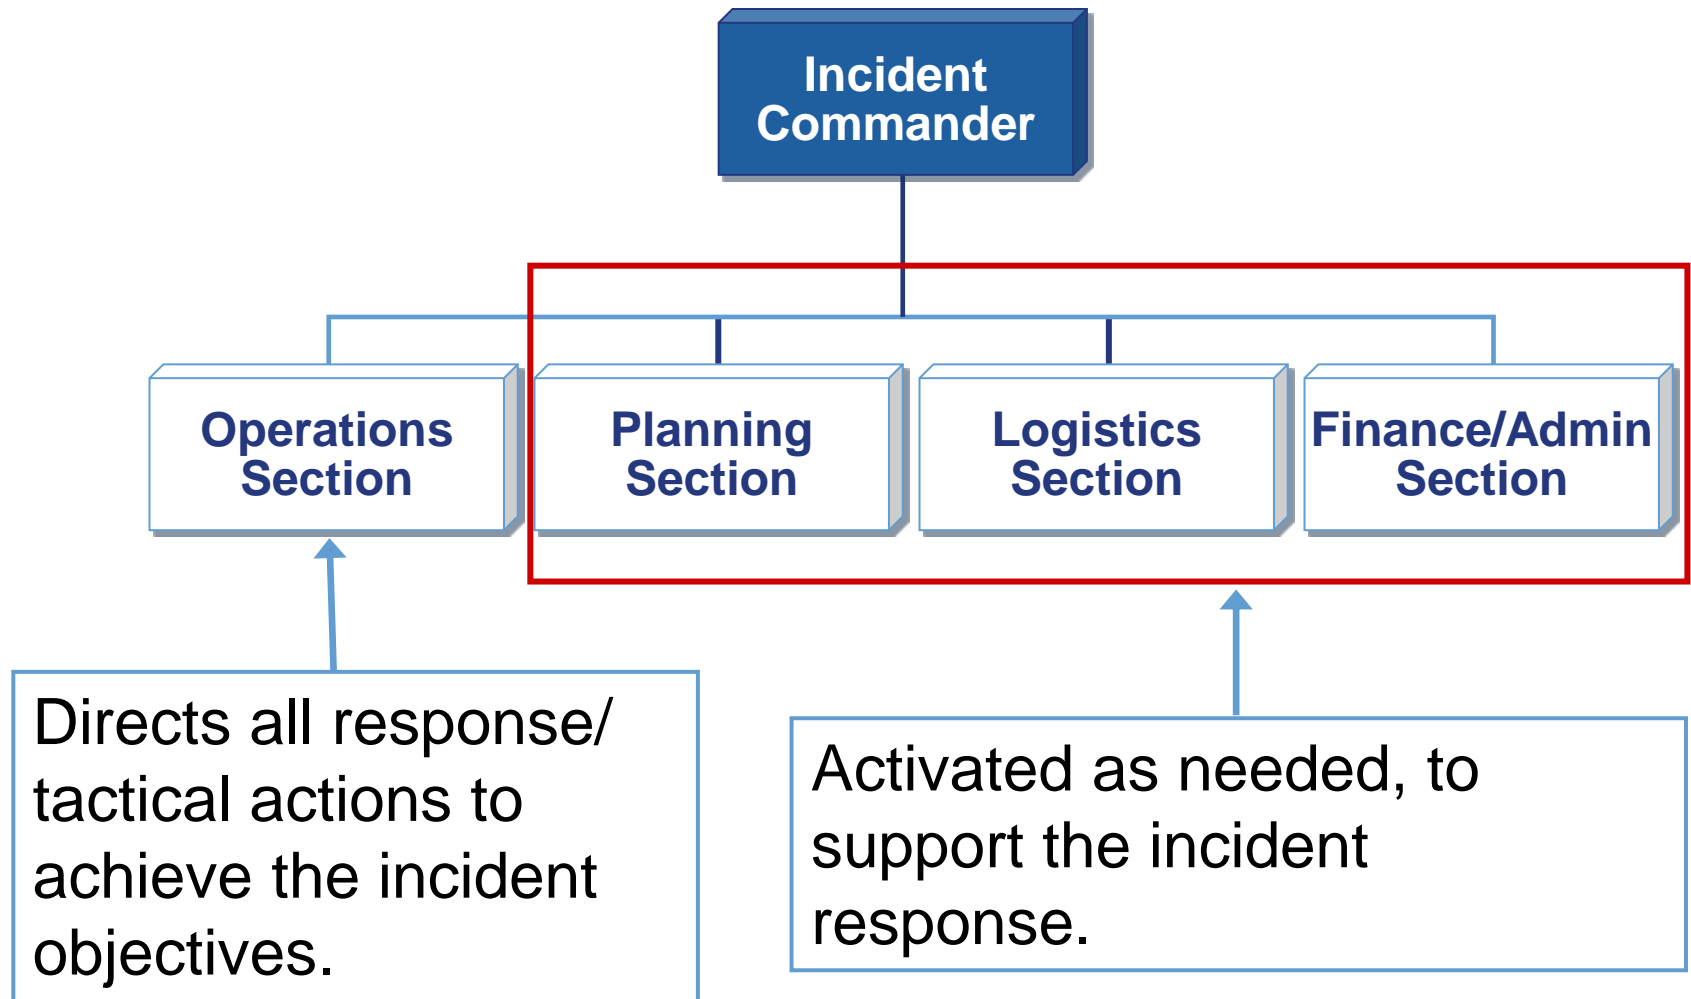 Incident
Commander
Operations
Section
Planning
Section
Logistics
Section
Finance/Admin
Section
Directs all response/
tactical actions to
achieve the incident
objectives.
Activated as needed, to
support the incident
response.